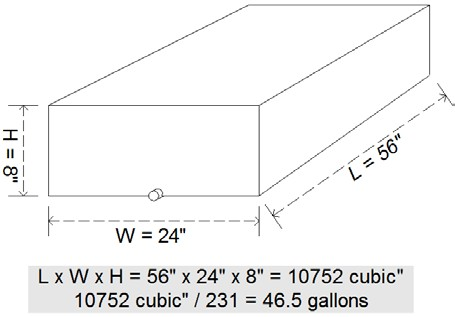 H = 8"
L = 56"
W = 24"
L x W x H = 56" x 24" x 8" = 10752 cubic"
10752 cubic" / 231 = 46.5 gallons